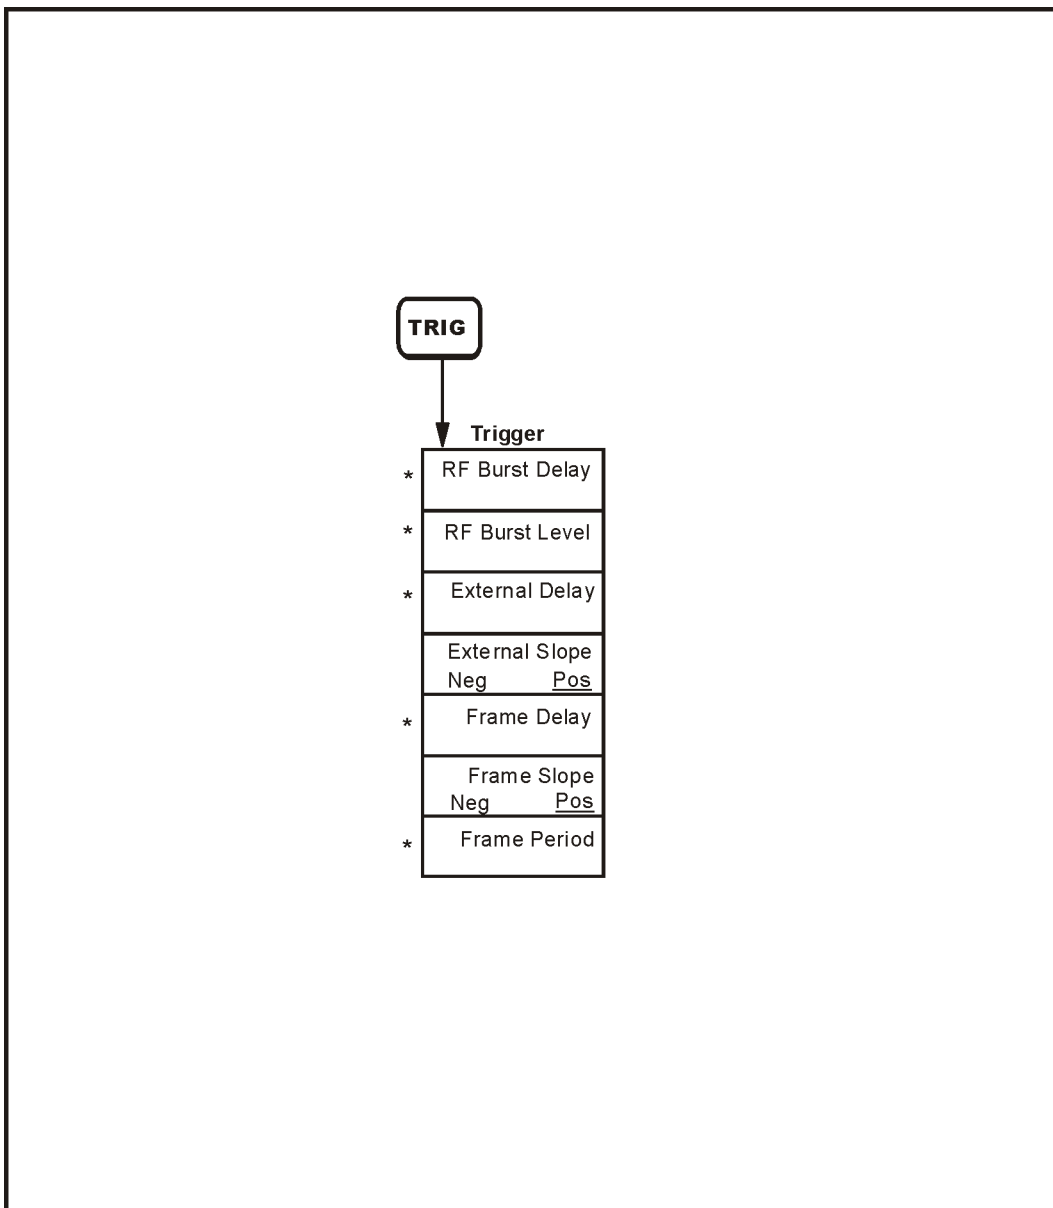 TRIG
Trigger
* RF Burst Delay
* RF Burst Level
* External Delay
External Slope
Neg Pos
* Frame Delay
Frame Slope
Neg Pos
* Frame Period